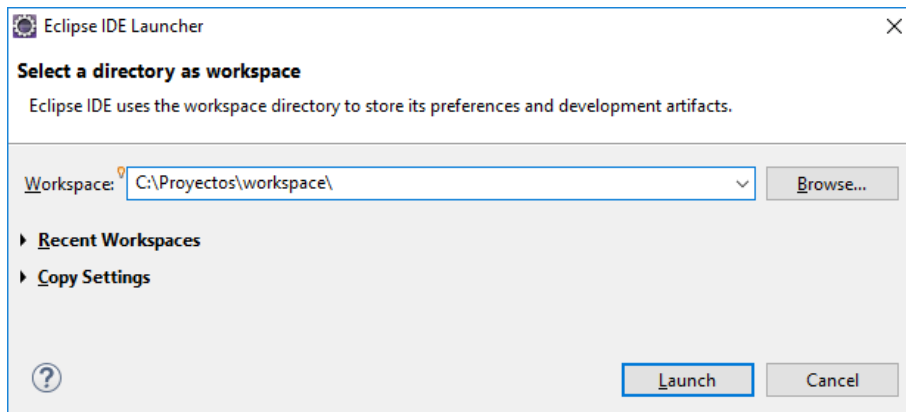 Eclipse IDE Launcher
Select a directory as workspace
Eclipse IDE uses the workspace directory to store its preferences and development artifacts.
Workspace: C:\Proyectos\workspace\ Browse...
Recent Workspaces
Copy Settings
? Launch Cancel